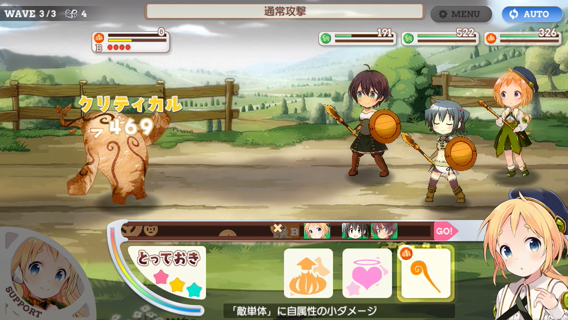 WAVE 3/3 4
通常攻撃
MENU
AUTO
0
B
191
522
326
クリティカル
469
B
GO!
とっておき
SUPPORT
「敵単体」に自属性の小ダメージ